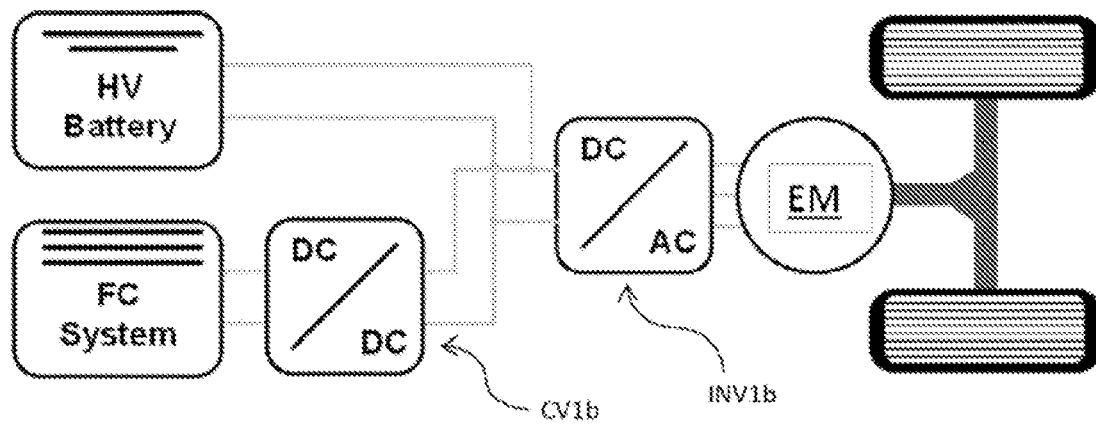 HV
Battery
FC
System
DC
DC
DC
AC
EM
CV1b
INV1b